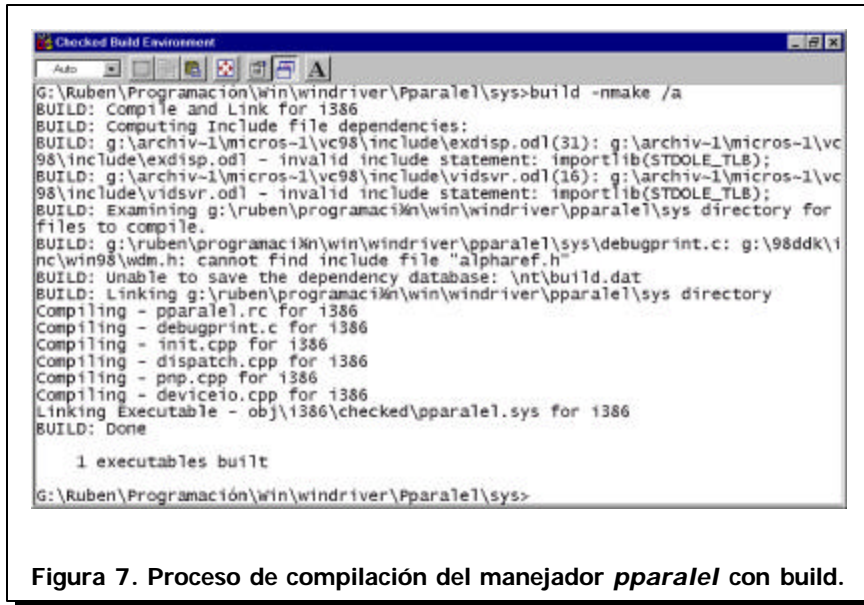 Checked Build Environment
Auto A
G:\Ruben\Programación\Win\windriver\Pparalel\sys>build -nmake /a
BUILD: Compile and Link for i386
BUILD: Computing Include file dependencies:
BUILD: g:\archiv~1\micros~1\vc98\include\exdisp.odl(31): g:\archiv~1\micros~1\vc
98\include\exdisp.odl - invalid include statement: importlib(STDOLE_TLB);
BUILD: g:\archiv~1\micros~1\vc98\include\vidsvr.odl(16): g:\archiv~1\micros~1\vc
98\include\vidsvr.odl - invalid include statement: importlib(STDOLE_TLB);
BUILD: Examining g:\ruben\programaci¾n\win\windriver\pparalel\sys directory for
files to compile.
BUILD: g:\ruben\programaci¾n\win\windriver\pparalel\sys\debugprint.c: g:\98ddk\i
nc\win98\wdm.h: cannot find include file "alpharef.h"
BUILD: Unable to save the dependency database: \nt\build.dat
BUILD: Linking g:\ruben\programaci¾n\win\windriver\pparalel\sys directory
Compiling - pparalel.rc for i386
Compiling - debugprint.c for i386
Compiling - init.cpp for i386
Compiling - dispatch.cpp for i386
Compiling - pnp.cpp for i386
Compiling - deviceio.cpp for i386
Linking Executable - obj\i386\checked\pparalel.sys for i386
BUILD: Done
1 executables built
G:\Ruben\Programación\Win\windriver\Pparalel\sys>
Figura 7. Proceso de compilación del manejador pparalel con build.